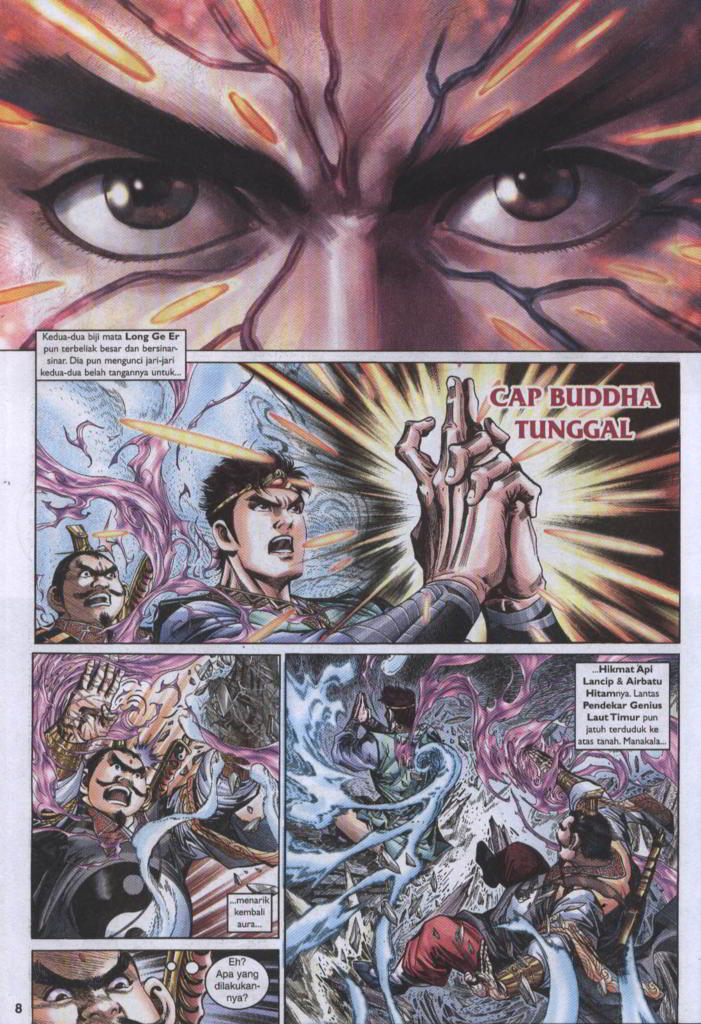 Kedua-dua biji mata Long Ge Er
pun terbeliak besar dan bersinar-
sinar. Dia pun mengunci jari-jari
kedua-dua belah tangannya untuk...
CAP BUDDHA
TUNGGAL
...menarik
kembali
aura...
...Hikmat Api
Lancip & Airbatu
Hitamnya. Lantas
Pendekar Genius
Laut Timur pun
jatuh terduduk ke
atas tanah. Manakala...
Eh?
Apa yang
dilakukan-
nya?
8